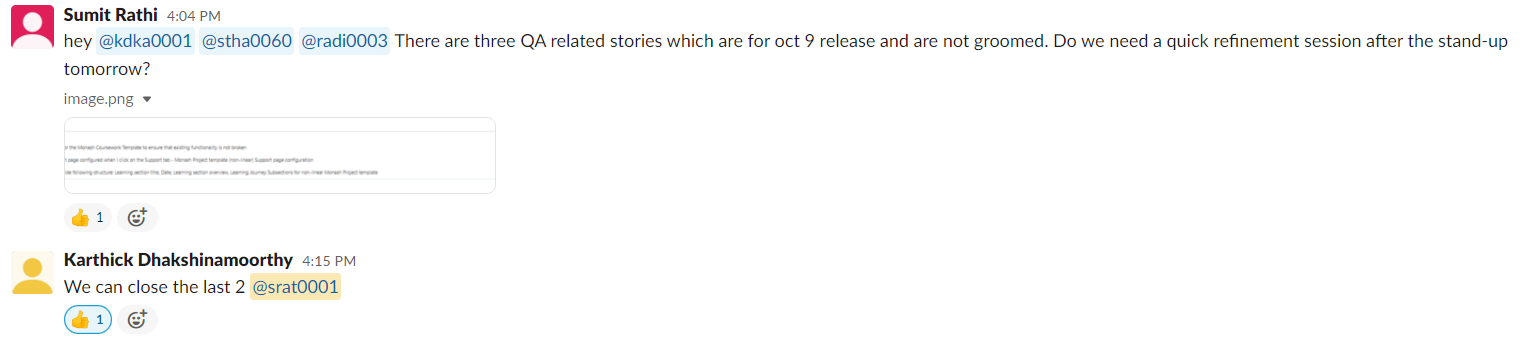 Sumit Rathi 4:04 PM
hey @kdka0001 @stha0060 @radi0003 There are three QA related stories which are for oct 9 release and are not groomed. Do we need a quick refinement session after the stand-up
tomorrow?
image.png
r the Monash Coursework Template to ensure that existing functionality is not broken
t page configured when I click on the Support tab - Monash Project template (non-linear) Support page configuration
ide following structure: Learning section title, Date, Learning section overview, Learning Journey Subsections for non-linear Monash Project template
1
Karthick Dhakshinamoorthy 4:15 PM
We can close the last 2 @srat0001
1